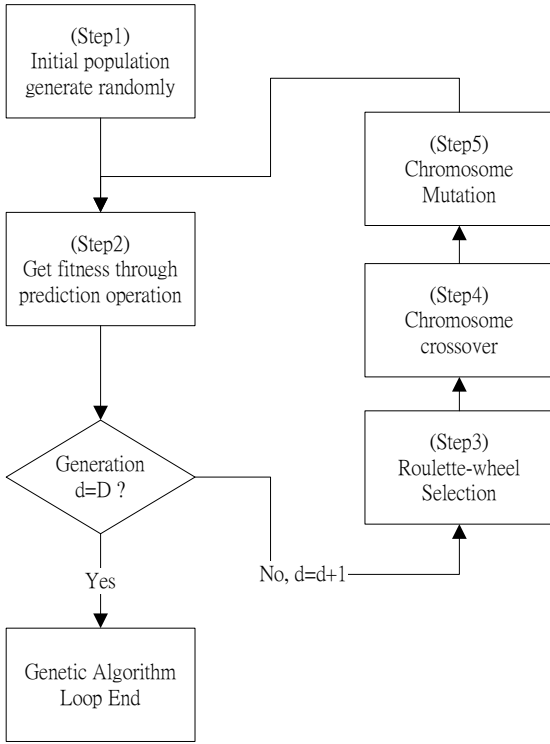 (Step1)
Initial population
generate randomly
(Step2)
Get fitness through
prediction operation
Generation
d=D ?
Yes
Genetic Algorithm
Loop End
No, d=d+1
(Step3)
Roulette-wheel
Selection
(Step4)
Chromosome
crossover
(Step5)
Chromosome
Mutation